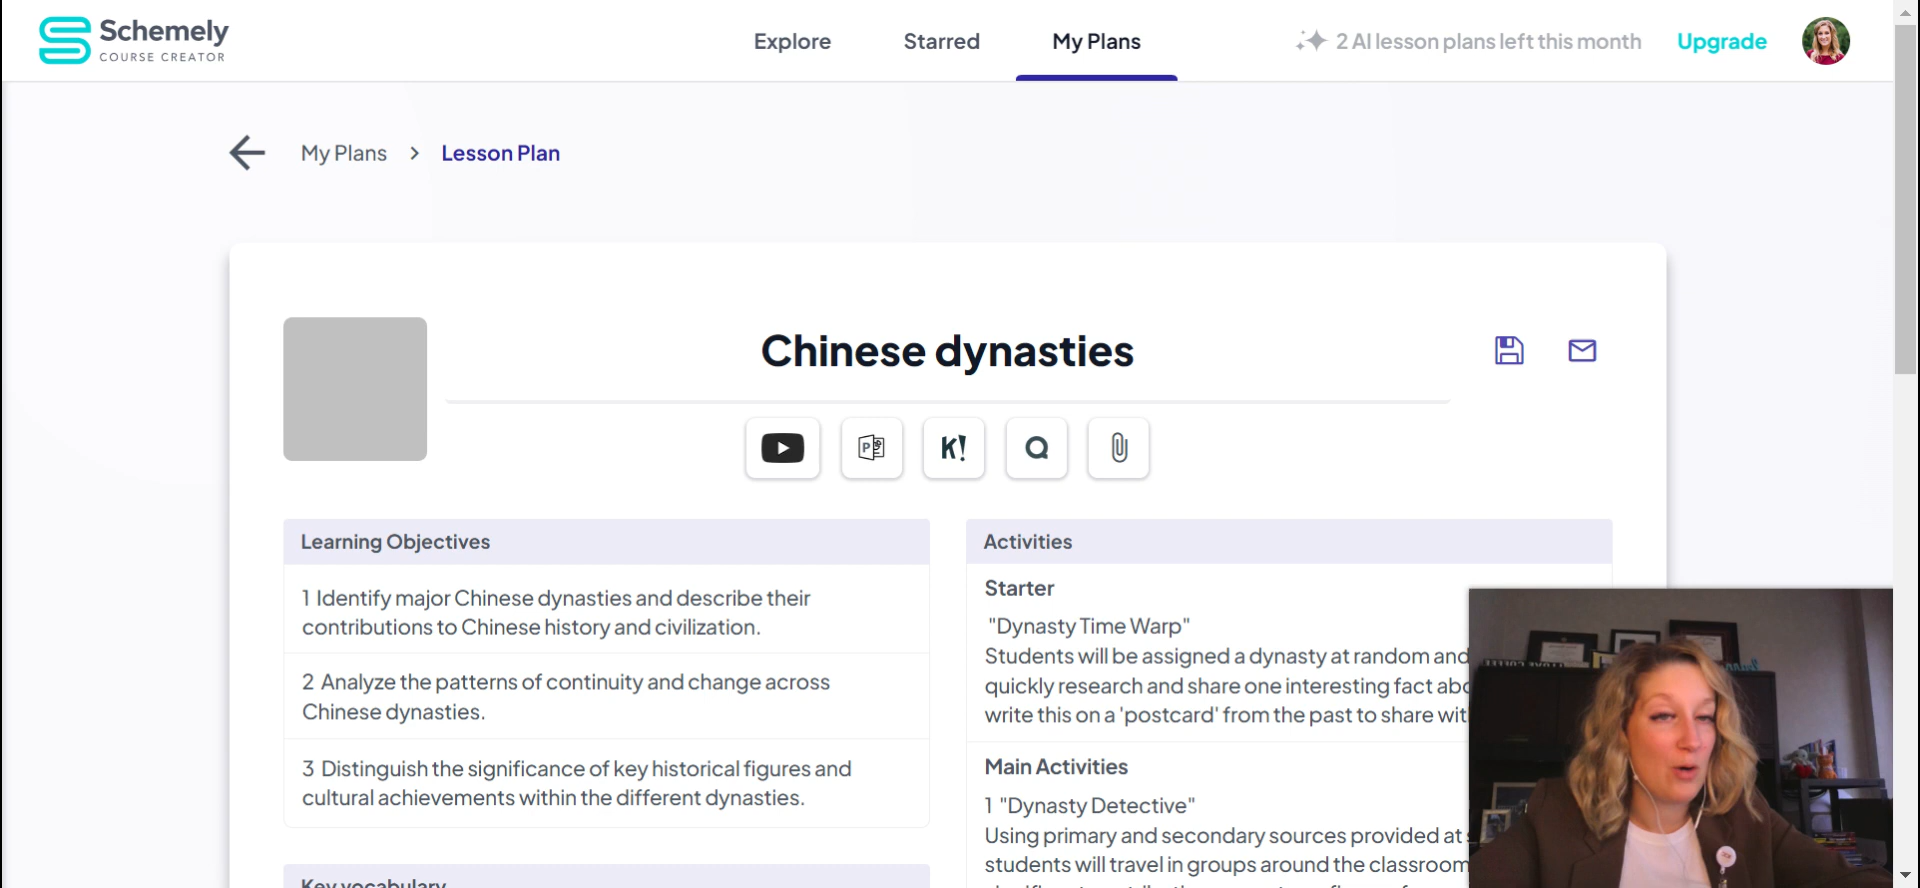 Schemely
COURSE CREATOR
Explore
Starred
My Plans
2 AI lesson plans left this month
Upgrade
My Plans > Lesson Plan
Chinese dynasties
K!
Learning Objectives
1 Identify major Chinese dynasties and describe their
contributions to Chinese history and civilization.
2 Analyze the patterns of continuity and change across
Chinese dynasties.
3 Distinguish the significance of key historical figures and
cultural achievements within the different dynasties.
Key vocabulary
Activities
Starter
"Dynasty Time Warp"
Students will be assigned a dynasty at random and
quickly research and share one interesting fact
write this on a 'postcard' from the past to share
Main Activities
1 "Dynasty Detective"
Using primary and secondary sources provided at
students will travel in groups around the classroom